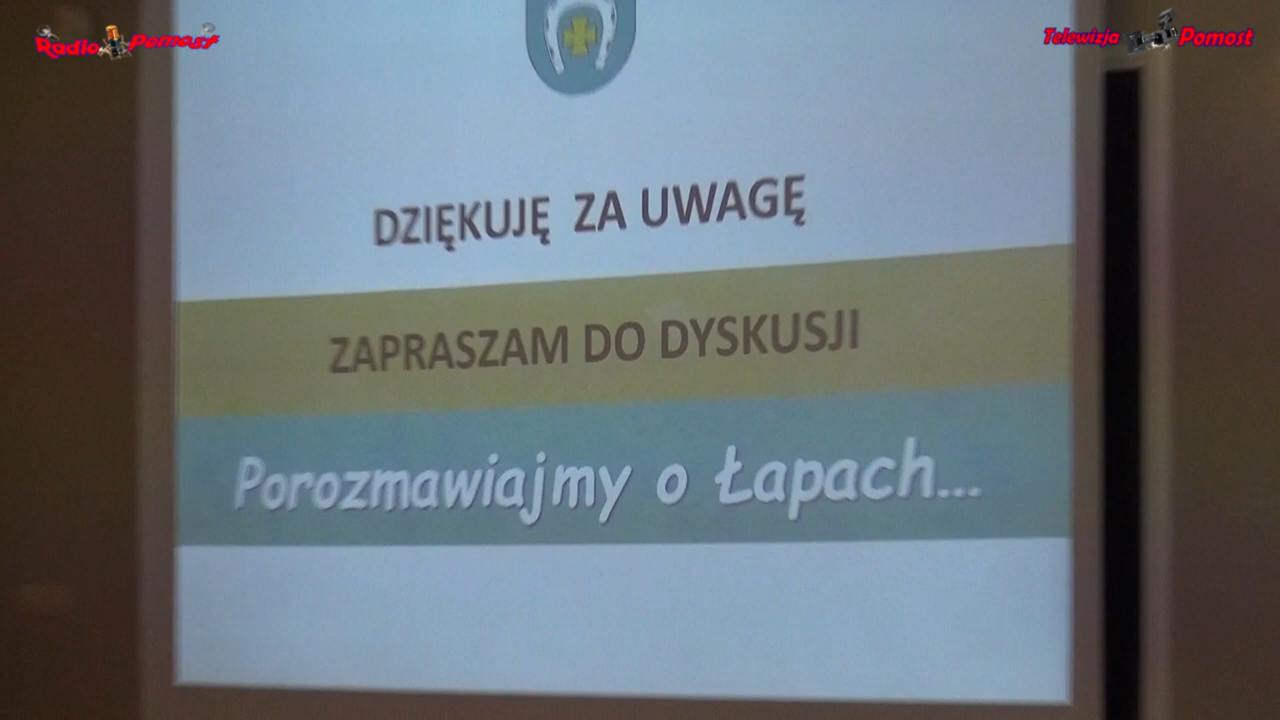 Radio Pomost
Telewizja Pomost
DZIĘKUJĘ ZA UWAGĘ
ZAPRASZAM DO DYSKUSJI
Porozmawiajmy o Łapach...